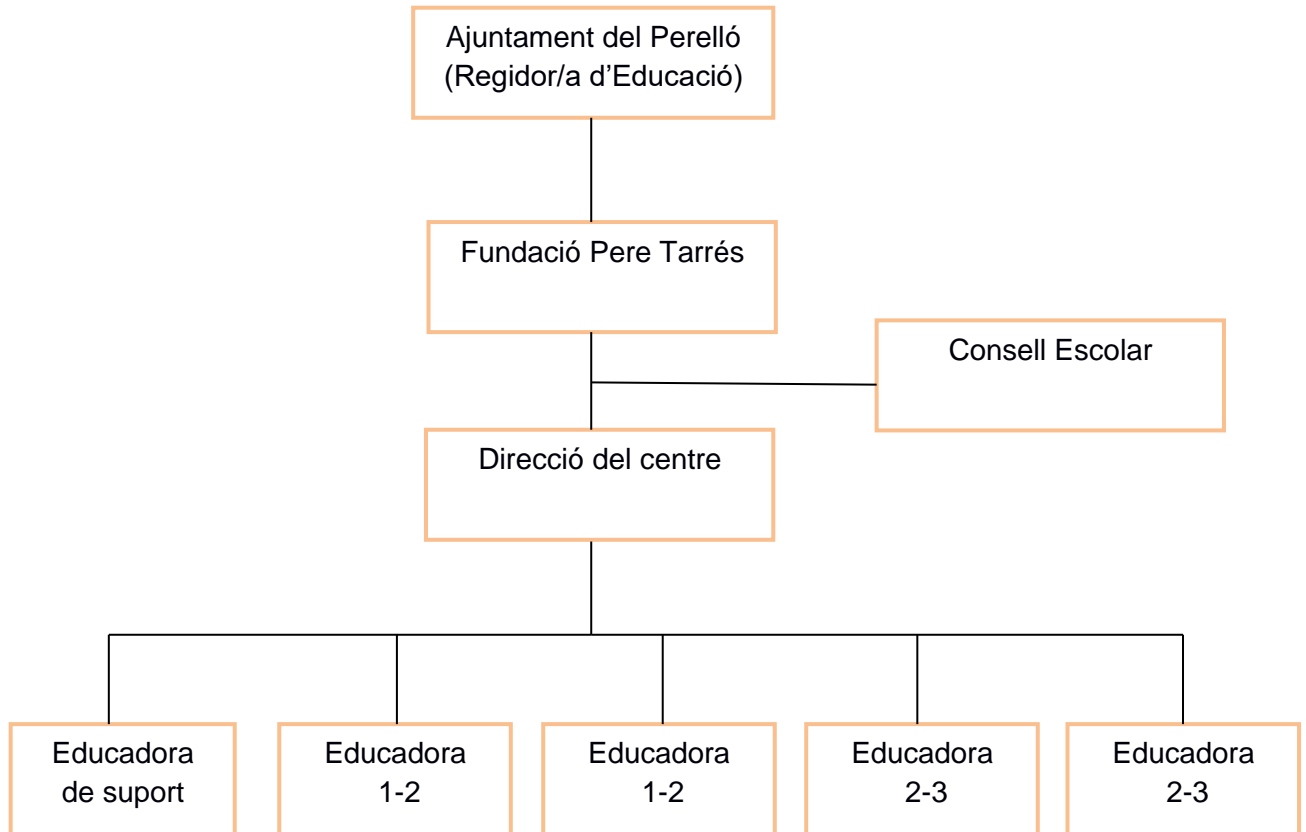 Ajuntament del Perelló
(Regidor/a d’Educació)
Fundació Pere Tarrés
Consell Escolar
Direcció del centre
Educadora
de suport
Educadora
1-2
Educadora
1-2
Educadora
2-3
Educadora
2-3